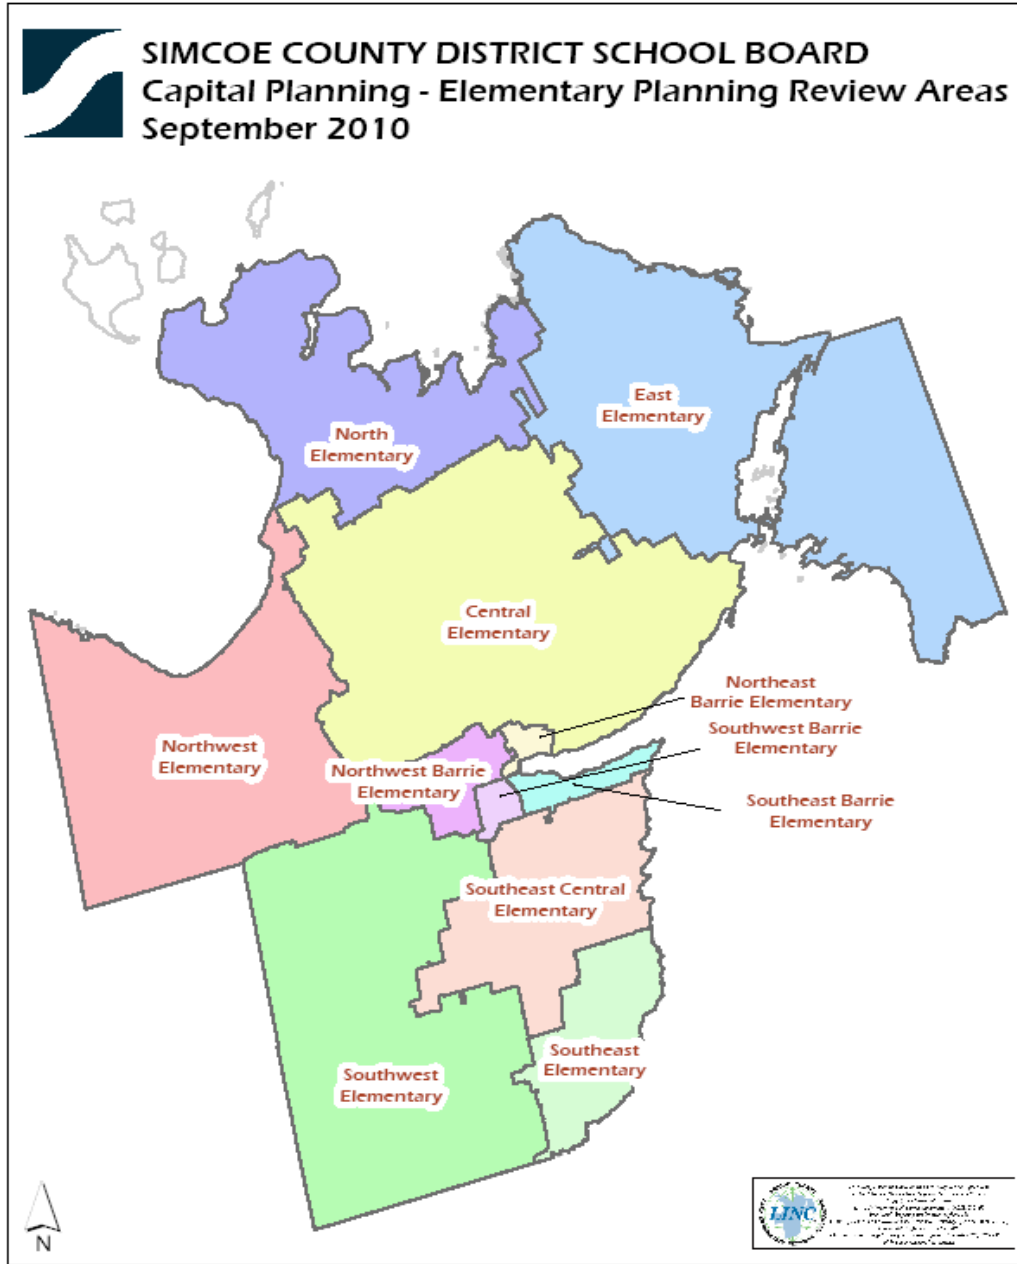 SIMCOE COUNTY DISTRICT SCHOOL BOARD
Capital Planning - Elementary Planning Review Areas
September 2010
East
Elementary
North
Elementary
Central
Elementary
Northeast
Barrie Elementary
Southwest Barrie
Elementary
Northwest
Elementary
Northwest Barrie
Elementary
Southeast Barrie
Elementary
Southeast Central
Elementary
Southeast
Elementary
Southwest
Elementary
N
LINC